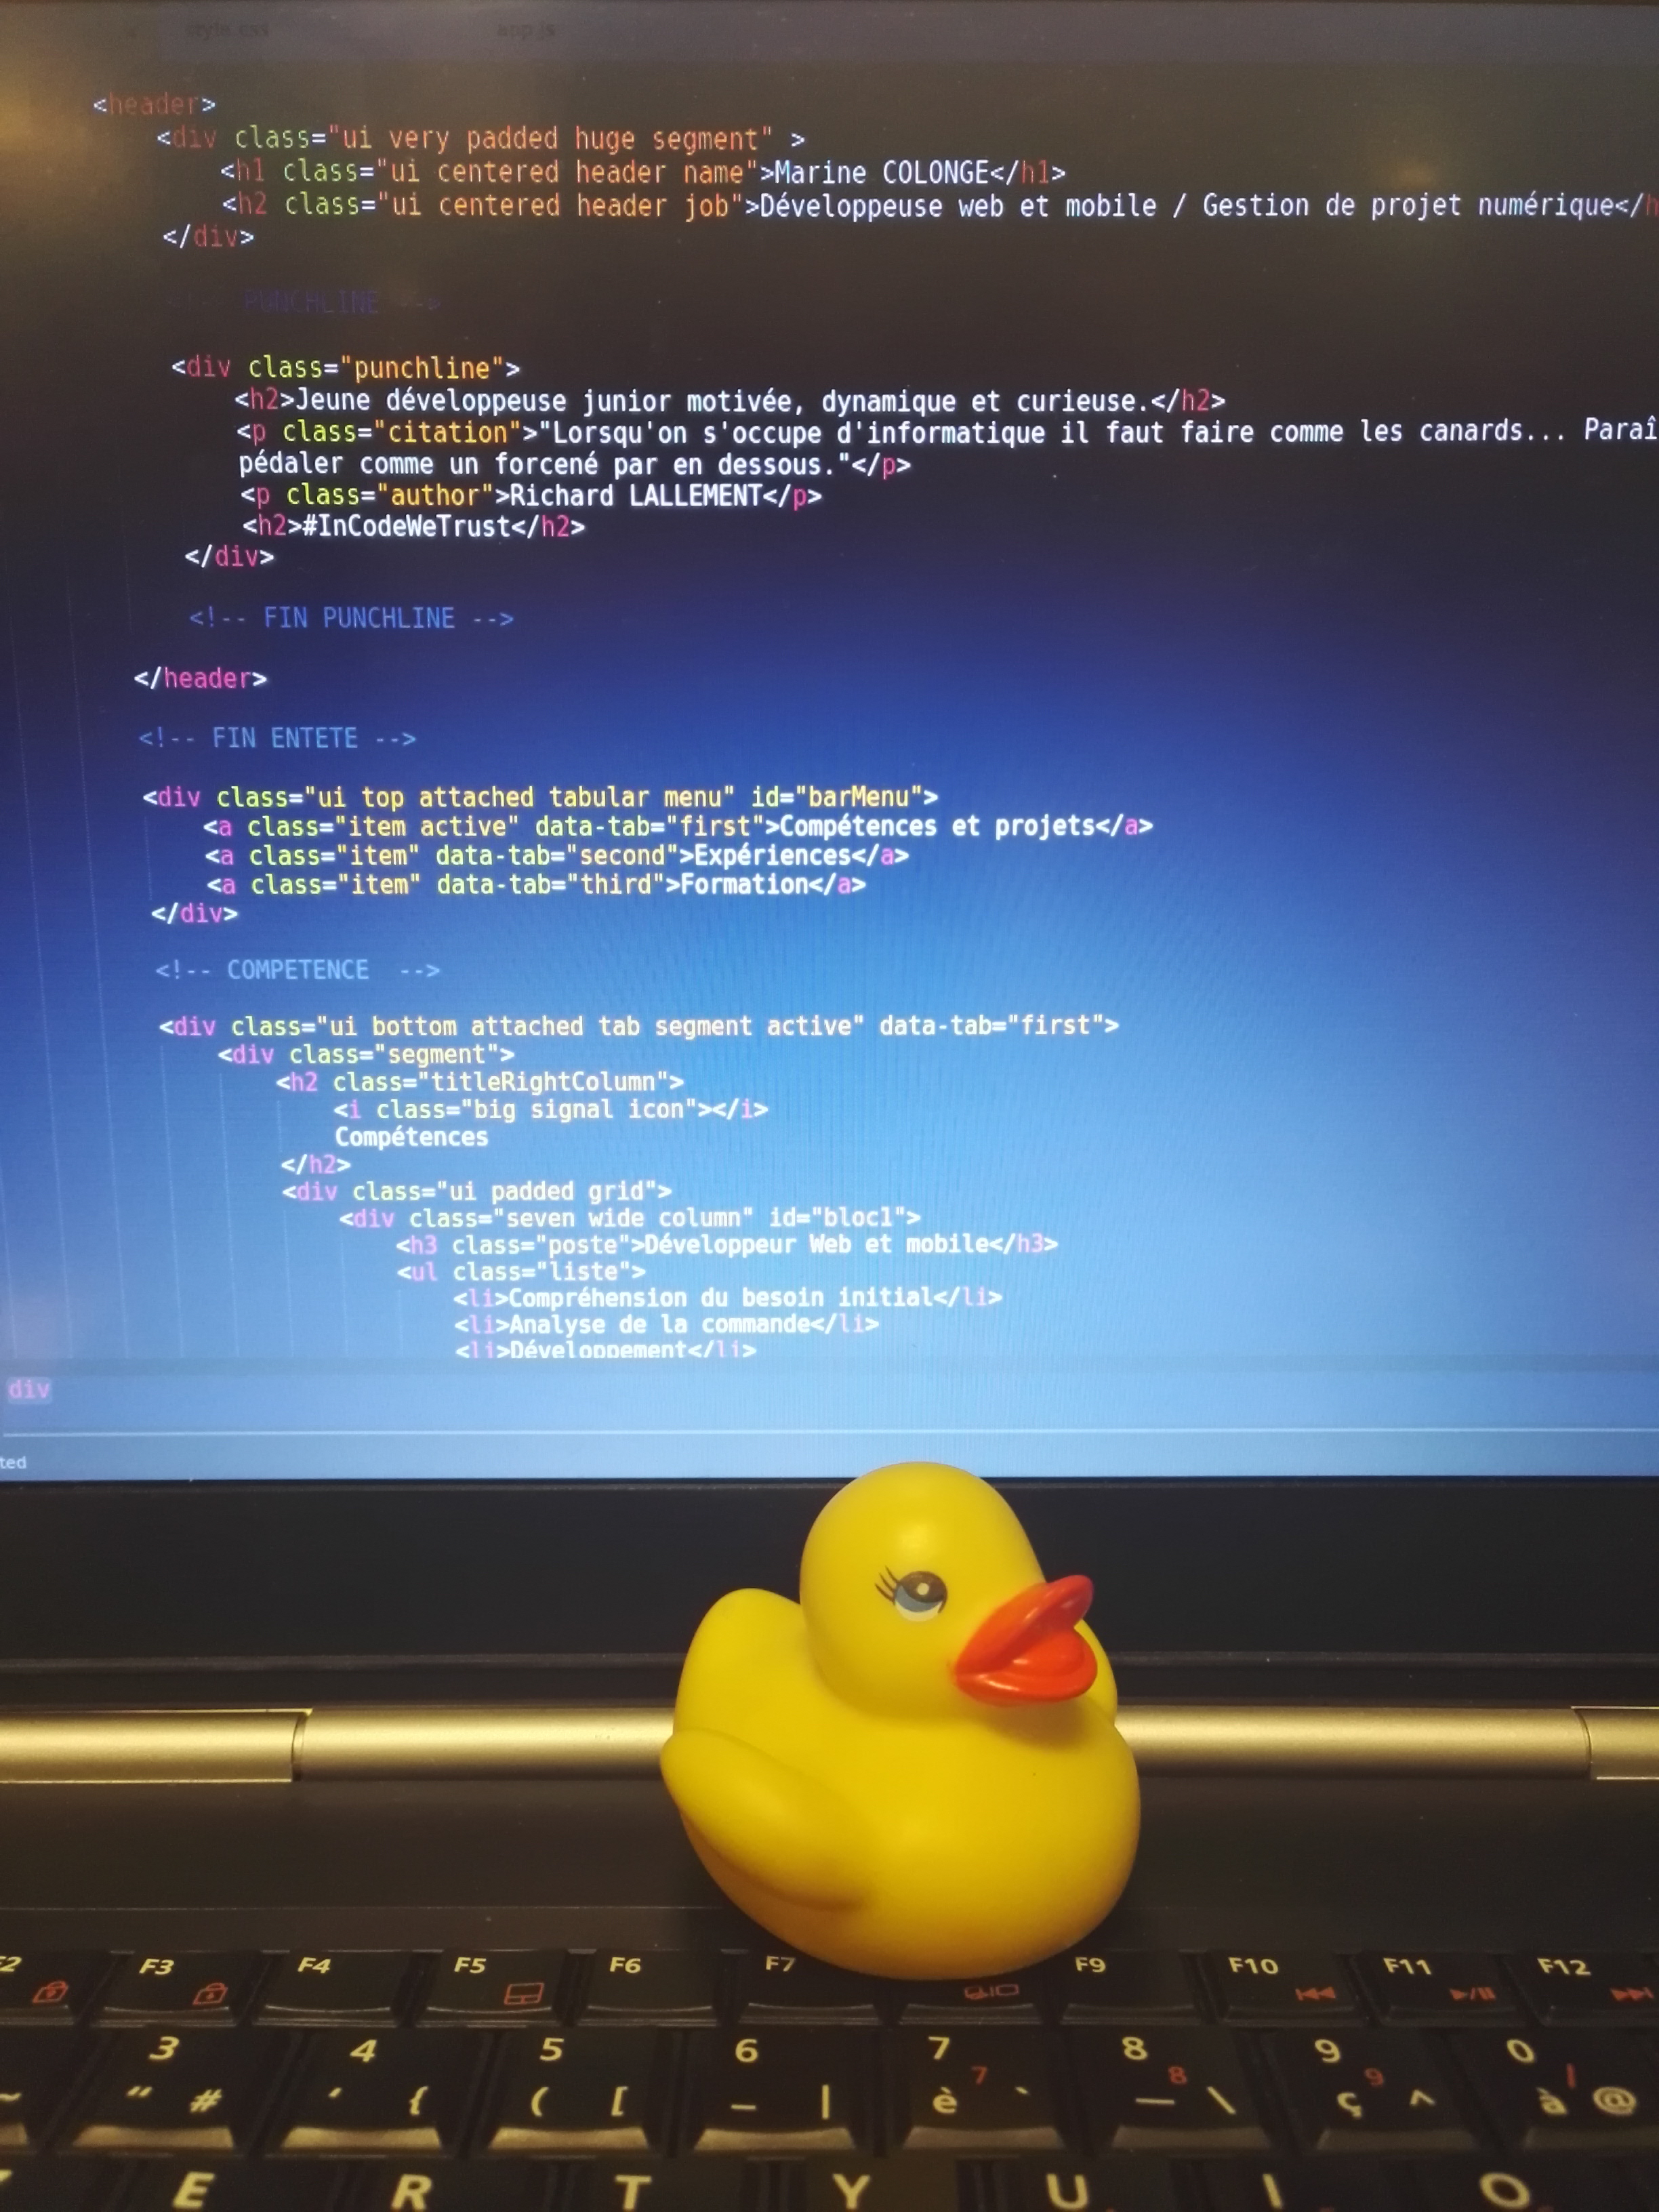 style.css app.js
<header>
<div class="ui very padded huge segment" >
<h1 class="ui centered header name">Marine COLONGE</h1>
<h2 class="ui centered header job">Développeuse web et mobile / Gestion de projet numérique</h
</div>
<!-- PUNCHLINE -->
<div class="punchline">
<h2>Jeune développeuse junior motivée, dynamique et curieuse.</h2>
<p class="citation">"Lorsqu'on s'occupe d'informatique il faut faire comme les canards... Paraî
pédaler comme un forcené par en dessous."</p>
<p class="author">Richard LALLEMENT</p>
<h2>#InCodeWeTrust</h2>
</div>
<!-- FIN PUNCHLINE -->
</header>
<!-- FIN ENTETE -->
<div class="ui top attached tabular menu" id="barMenu">
<a class="item active" data-tab="first">Compétences et projets</a>
<a class="item" data-tab="second">Expériences</a>
<a class="item" data-tab="third">Formation</a>
</div>
<!-- COMPETENCE  -->
<div class="ui bottom attached tab segment active" data-tab="first">
<div class="segment">
<h2 class="titleRightColumn">
<i class="big signal icon"></i>
Compétences
</h2>
<div class="ui padded grid">
<div class="seven wide column" id="bloc1">
<h3 class="poste">Développeur Web et mobile</h3>
<ul class="liste">
<li>Compréhension du besoin initial</li>
<li>Analyse de la commande</li>
<li>Développement</li>
div
ted
F2 F3 F4 F5 F6 F7 F9 F10 F11 F12
3 4 5 6 7 8 9 0
~ " # ' { ( [ - | è 7 ` _ 8 \ ç 9 ^ à @
E R T Y U I O